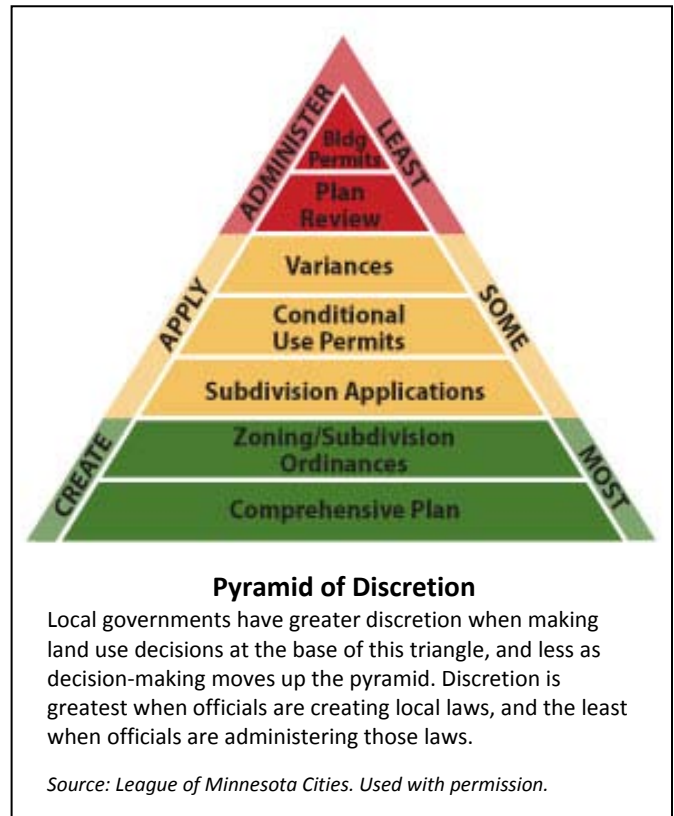 ADMINISTER
LEAST
Bldg
Permits
Plan
Review
APPLY
SOME
Variances
Conditional
Use Permits
Subdivision Applications
CREATE
MOST
Zoning/Subdivision
Ordinances
Comprehensive Plan
Pyramid of Discretion
Local governments have greater discretion when making
land use decisions at the base of this triangle, and less as
decision-making moves up the pyramid. Discretion is
greatest when officials are creating local laws, and the least
when officials are administering those laws.
Source: League of Minnesota Cities. Used with permission.